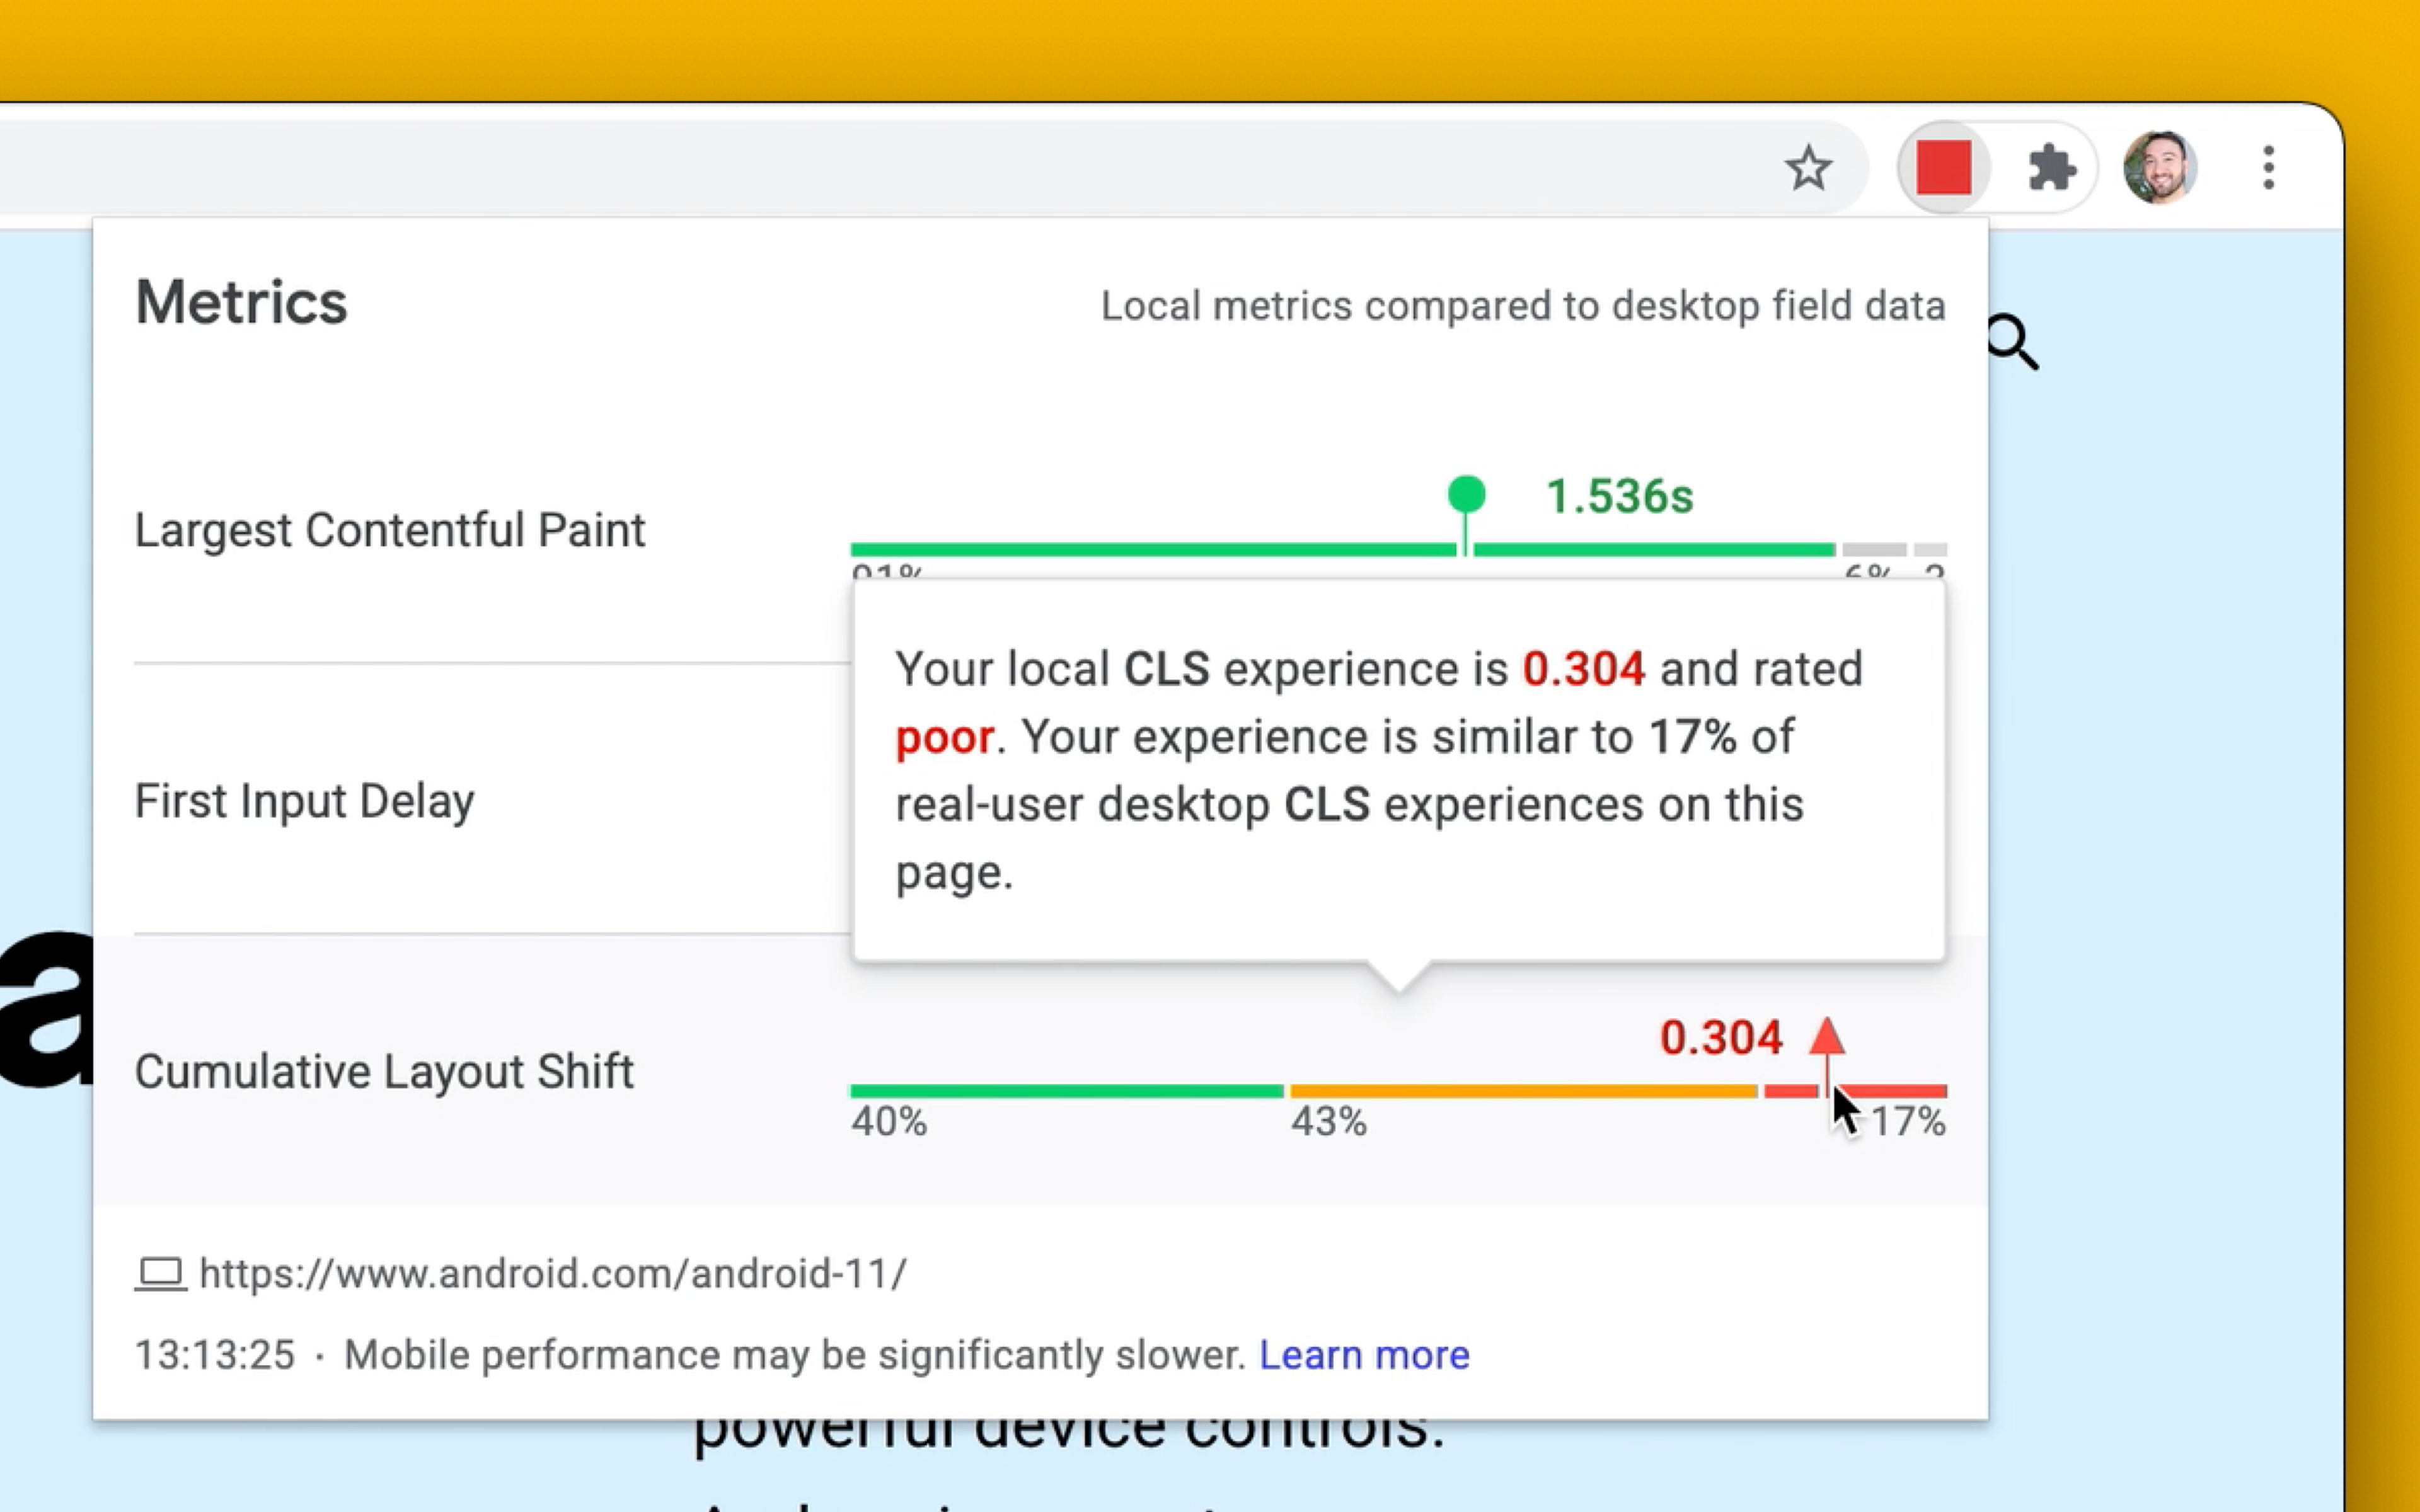 Metrics
Local metrics compared to desktop field data
Largest Contentful Paint
1.536s
91%
6%
Your local CLS experience is 0.304 and rated
poor. Your experience is similar to 17% of
real-user desktop CLS experiences on this
page.
First Input Delay
a
Cumulative Layout Shift
0.304
40%
43%
17%
https://www.android.com/android-11/
13:13:25 · Mobile performance may be significantly slower. Learn more
powerful device controls.